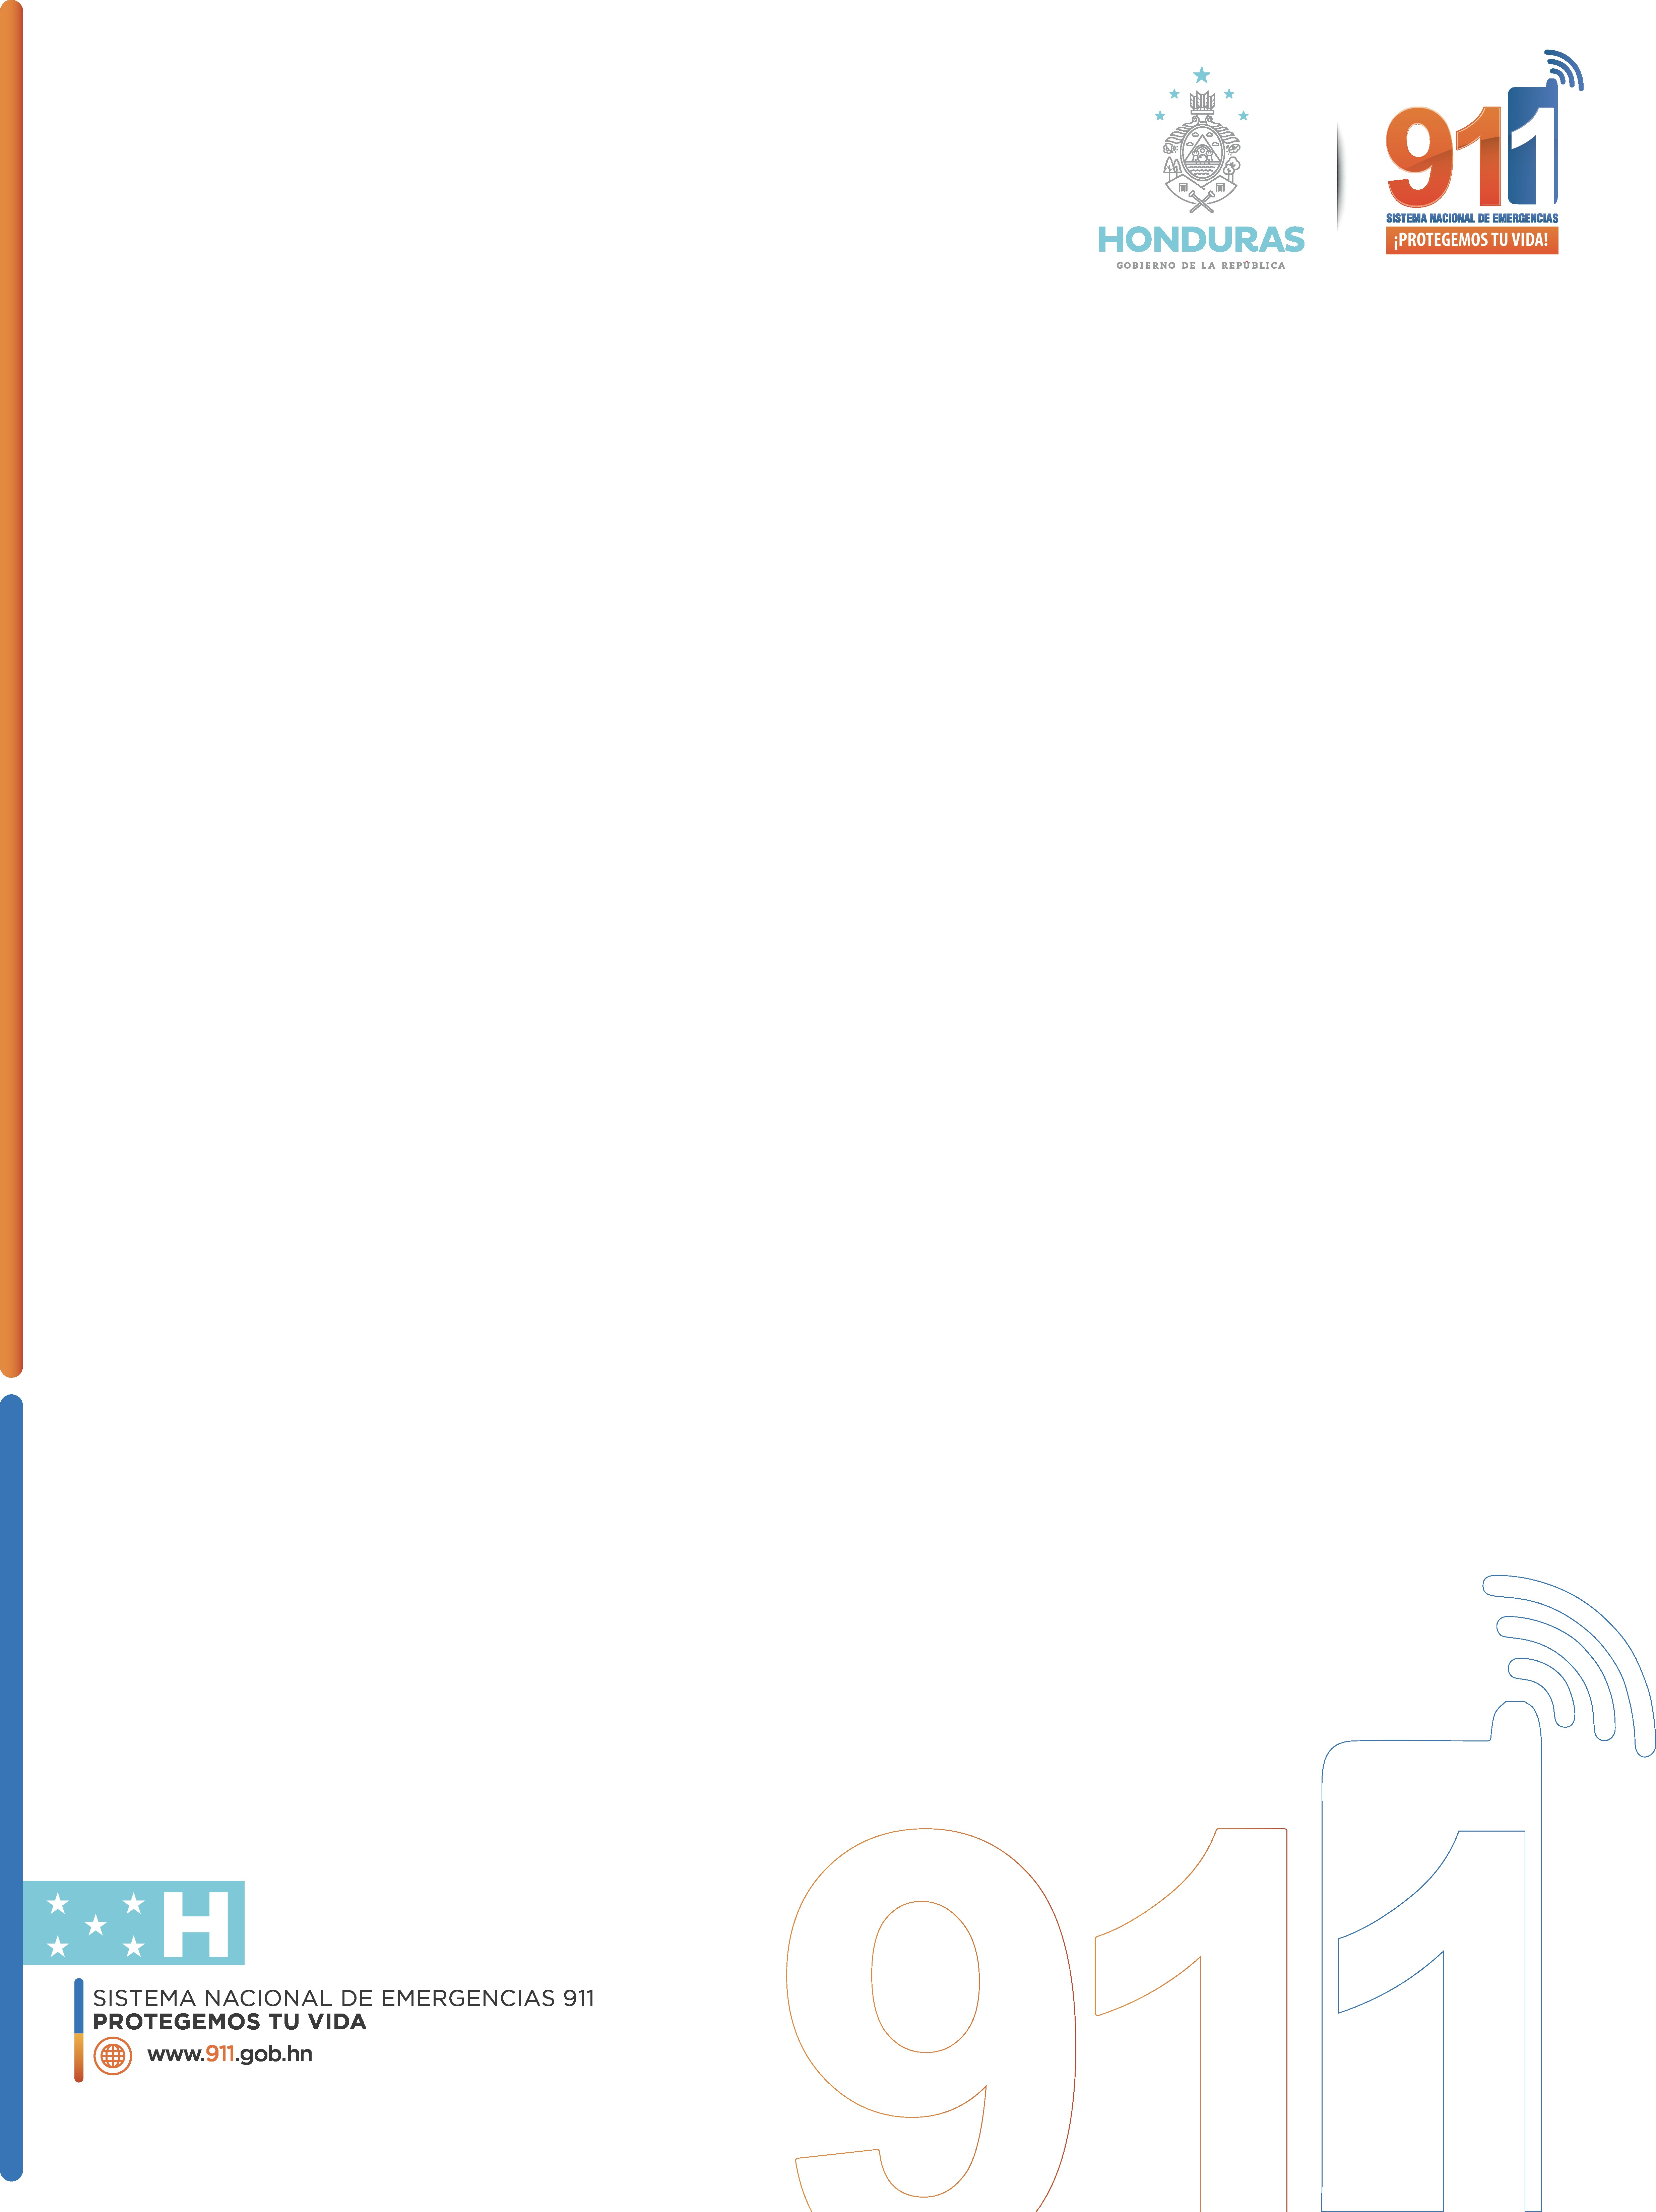 911
SISTEMA NACIONAL DE EMERGENCIAS
¡PROTEGEMOS TU VIDA!
HONDURAS
GOBIERNO DE LA REPÚBLICA
H
SISTEMA NACIONAL DE EMERGENCIAS 911
PROTEGEMOS TU VIDA
www.911.gob.hn
911